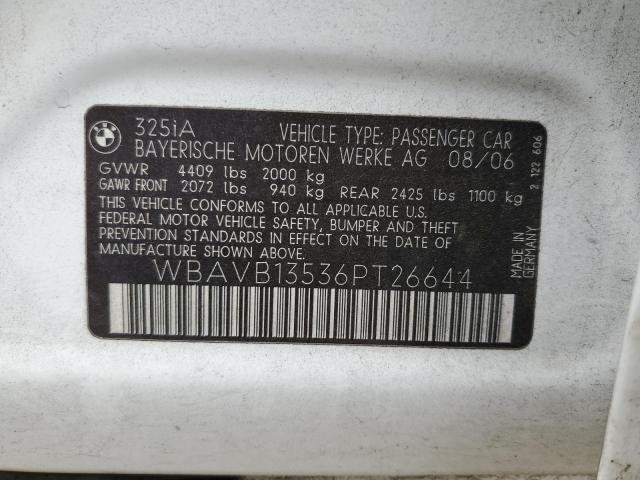 BMW
325iA VEHICLE TYPE: PASSENGER CAR
BAYERISCHE MOTOREN WERKE AG 08/06
GVWR 4409 lbs 2000 kg
GAWR FRONT 2072 lbs 940 kg REAR 2425 lbs 1100 kg
THIS VEHICLE CONFORMS TO ALL APPLICABLE U.S.
FEDERAL MOTOR VEHICLE SAFETY, BUMPER AND THEFT
PREVENTION STANDARDS IN EFFECT ON THE DATE OF
MANUFACTURE SHOWN ABOVE.
WBAVB13536PT26644
2 122 606
MADE IN
GERMANY